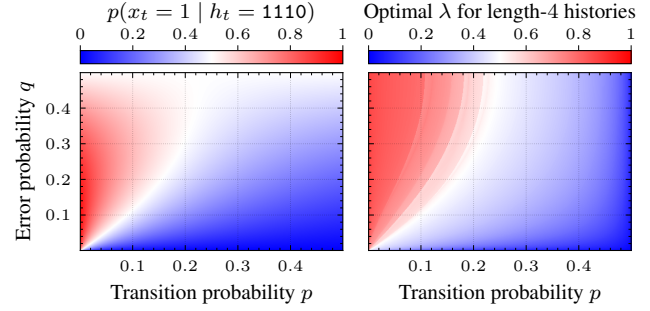 p(x_t = 1 | h_t = 1110)
0 0.2 0.4 0.6 0.8 1
Error probability q
0.4
0.3
0.2
0.1
0.1 0.2 0.3 0.4
Transition probability p
Optimal λ for length-4 histories
0 0.2 0.4 0.6 0.8 1
0.1 0.2 0.3 0.4
Transition probability p